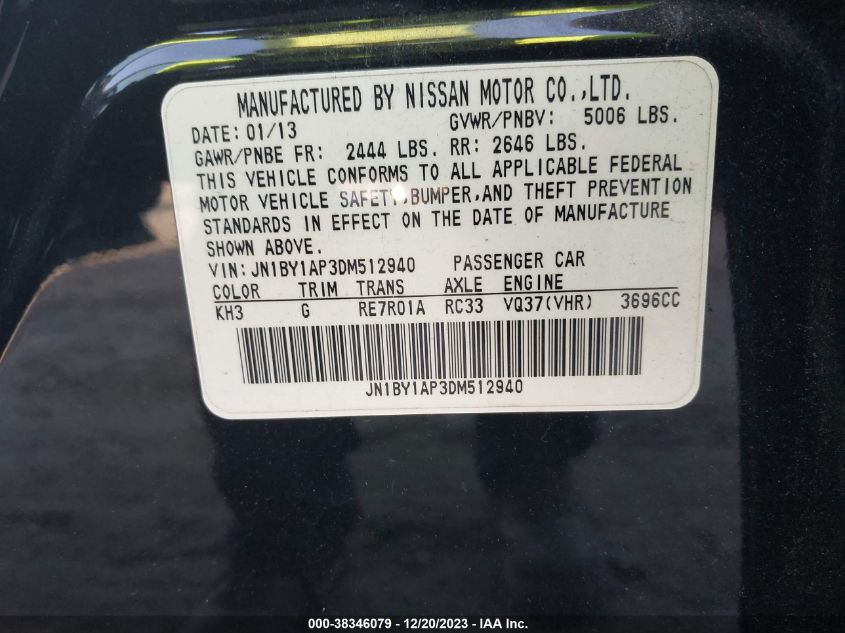 MANUFACTURED BY NISSAN MOTOR CO.,LTD.
DATE: 01/13 GVWR/PNBV: 5006 LBS.
GAWR/PNBE FR: 2444 LBS. RR: 2646 LBS.
THIS VEHICLE CONFORMS TO ALL APPLICABLE FEDERAL
MOTOR VEHICLE SAFETY,BUMPER,AND THEFT PREVENTION
STANDARDS IN EFFECT ON THE DATE OF MANUFACTURE
SHOWN ABOVE.
VIN: JN1BY1AP3DM512940 PASSENGER CAR
COLOR TRIM TRANS AXLE ENGINE
KH3 G RE7R01A RC33 VQ37(VHR) 3696CC
JN1BY1AP3DM512940
000-38346079 - 12/20/2023 - IAA Inc.